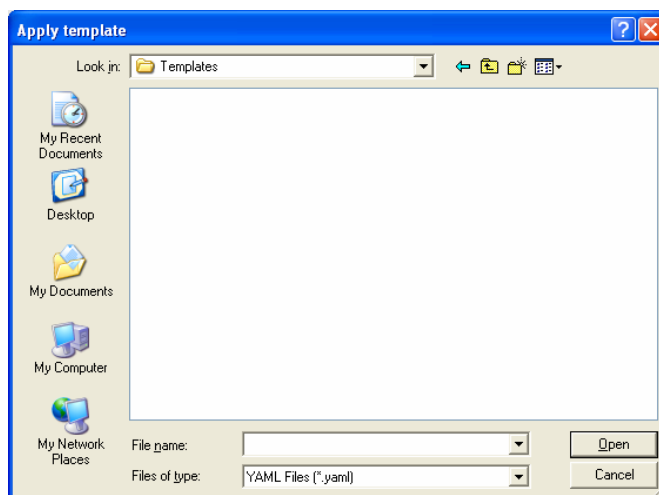 Apply template
Look in:
Templates
My Recent
Documents
Desktop
My Documents
My Computer
My Network
Places
File name:
Open
Files of type:
YAML Files (*.yaml)
Cancel